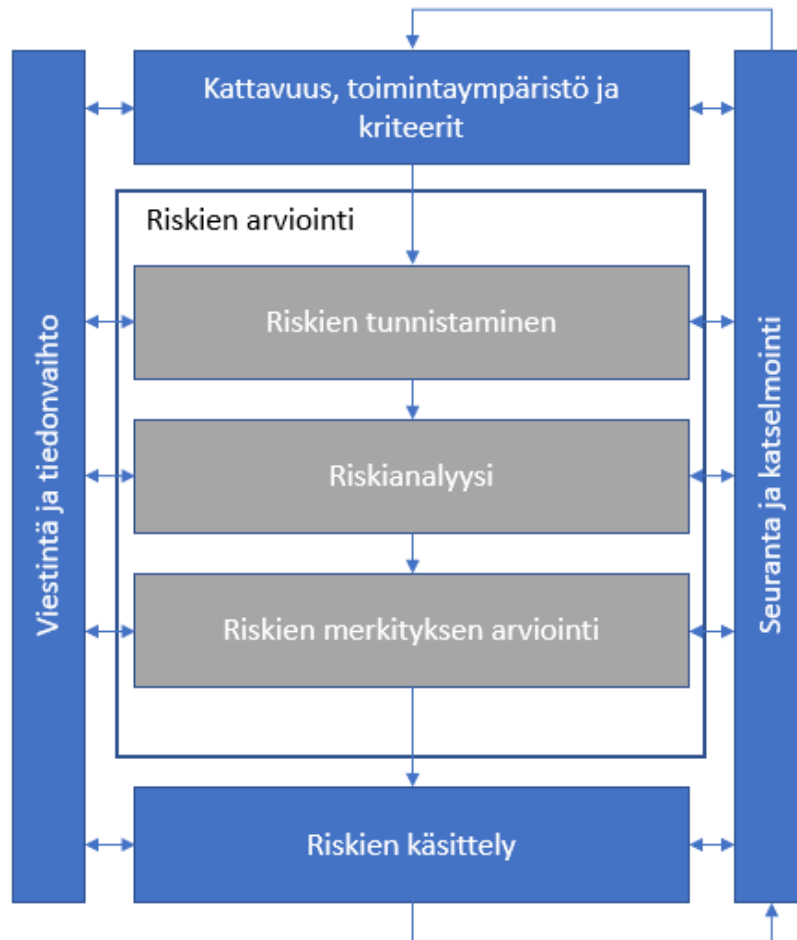 Kattavuus, toimintaympäristö ja
kriteerit
Riskien arviointi
Riskien tunnistaminen
Riskianalyysi
Riskien merkityksen arviointi
Riskien käsittely
Viestintä ja tiedonvaihto
Seuranta ja katselmointi